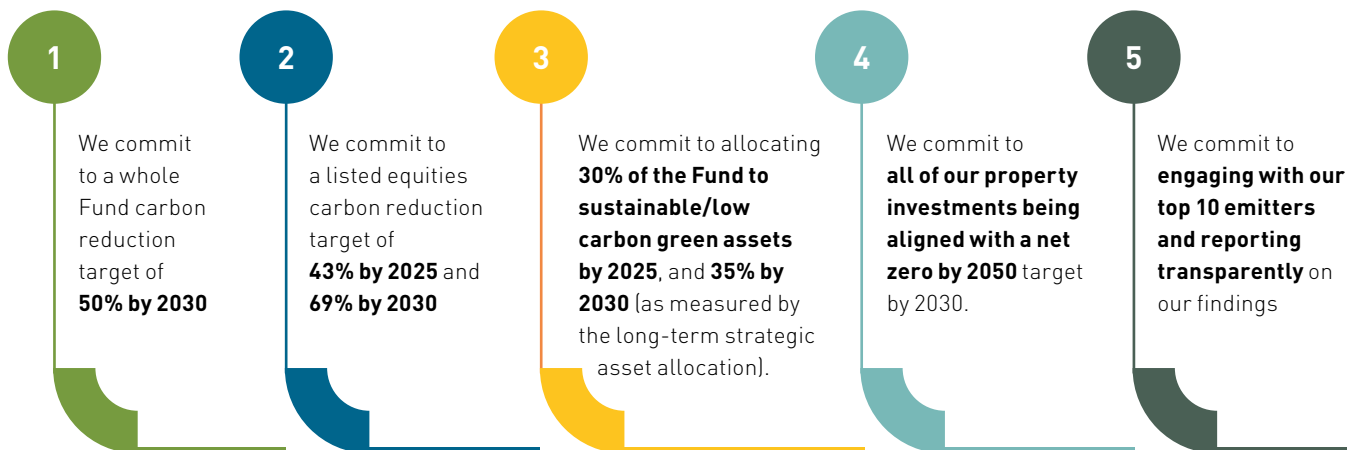 1
We commit
to a whole
Fund carbon
reduction
target of
50% by 2030
2
We commit to
a listed equities
carbon reduction
target of
43% by 2025 and
69% by 2030
3
We commit to allocating
30% of the Fund to
sustainable/low
carbon green assets
by 2025, and 35% by
2030 (as measured by
the long-term strategic
asset allocation).
4
We commit to
all of our property
investments being
aligned with a net
zero by 2050 target
by 2030.
5
We commit to
engaging with our
top 10 emitters
and reporting
transparently on
our findings